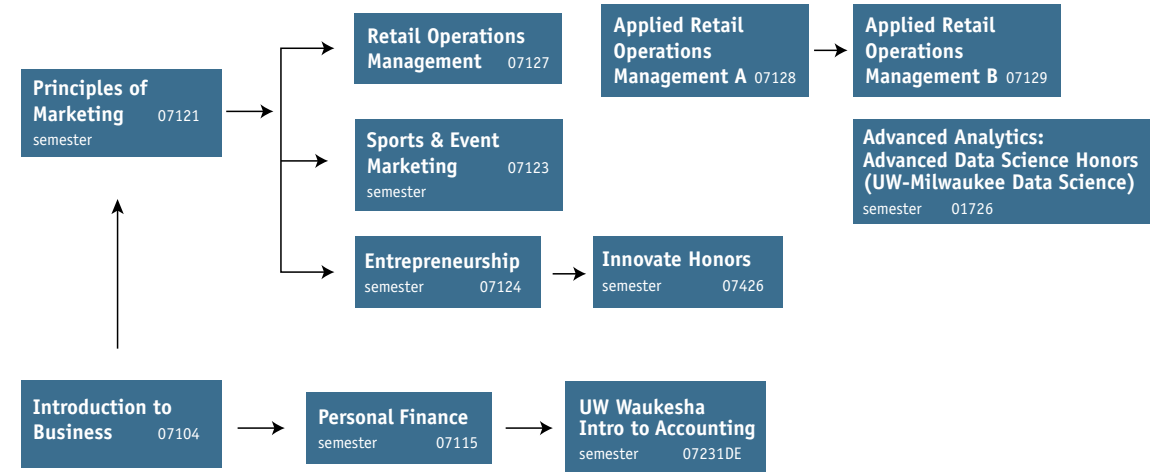 Retail Operations
Management 07127
Applied Retail
Operations
Management A 07128
Applied Retail
Operations
Management B 07129
Principles of
Marketing 07121
semester
Sports & Event
Marketing 07123
semester
Advanced Analytics:
Advanced Data Science Honors
(UW-Milwaukee Data Science)
semester 01726
Entrepreneurship
semester 07124
Innovate Honors
semester 07426
Introduction to
Business 07104
Personal Finance
semester 07115
UW Waukesha
Intro to Accounting
semester 07231DE